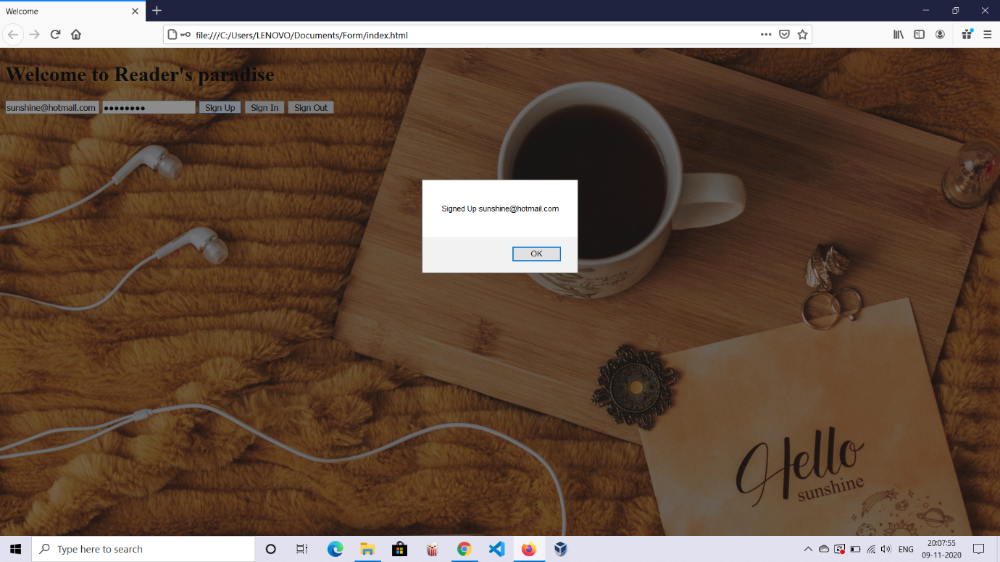 Welcome
file:///C:/Users/LENOVO/Documents/Form/index.html
Welcome to Reader's paradise
sunshine@hotmail.com ●●●●●●●● Sign Up Sign In Sign Out
Signed Up sunshine@hotmail.com
OK
Hello
sunshine
Type here to search
ENG
20:07:55
09-11-2020